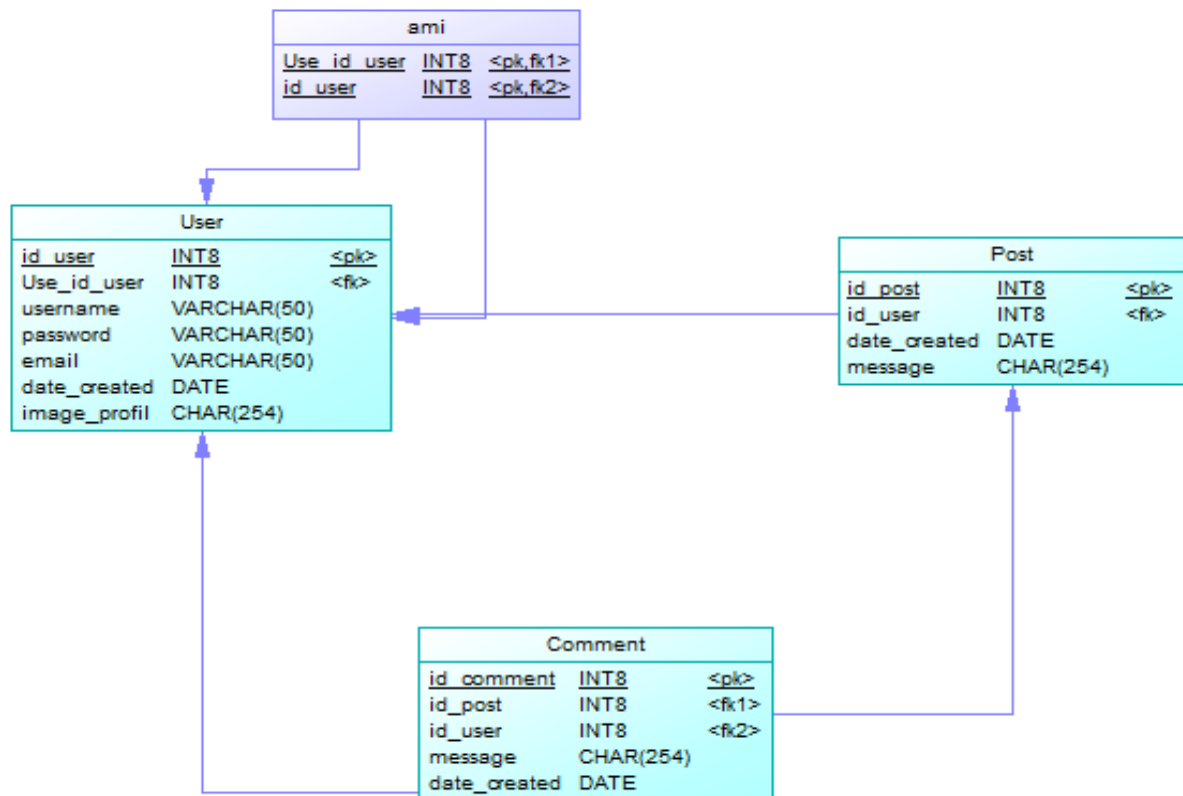 ami
Use_id_user INT8 <pk,fk1>
id_user INT8 <pk,fk2>
User
id_user INT8 <pk>
Use_id_user INT8 <fk>
username VARCHAR(50)
password VARCHAR(50)
email VARCHAR(50)
date_created DATE
image_profil CHAR(254)
Post
id_post INT8 <pk>
id_user INT8 <fk>
date_created DATE
message CHAR(254)
Comment
id_comment INT8 <pk>
id_post INT8 <fk1>
id_user INT8 <fk2>
message CHAR(254)
date_created DATE